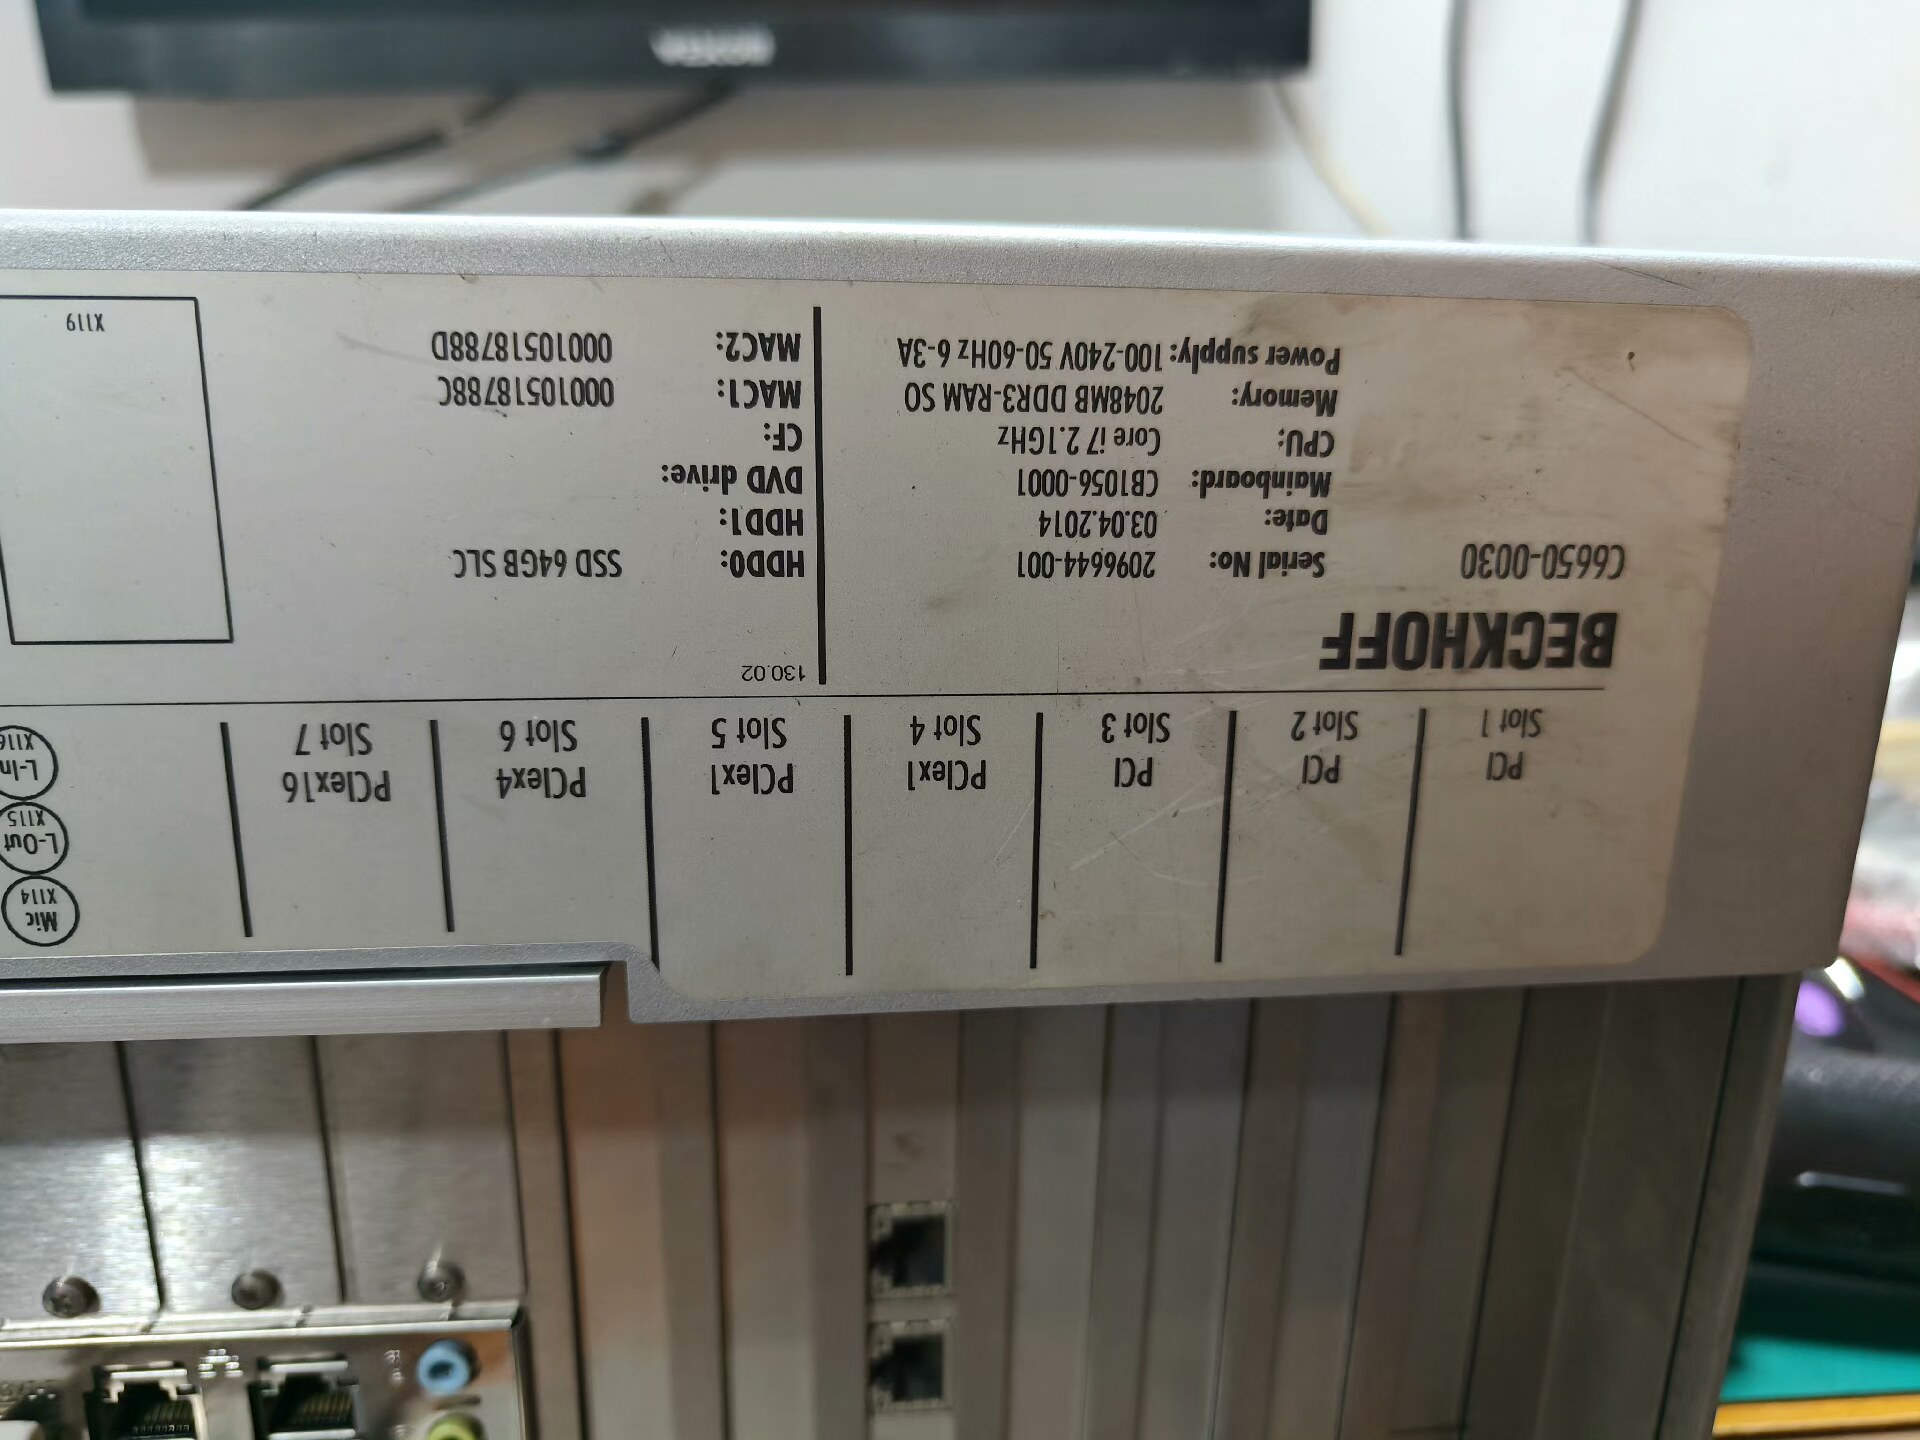 Mic
X114
L-Out
X115
L-In
X116
PCI
Slot 1
PCI
Slot 2
PCI
Slot 3
PCIex1
Slot 4
PCIex1
Slot 5
PCIex4
Slot 6
PCIex16
Slot 7
BECKHOFF
C6650-0030
Serial No: 2096644-001
Date: 03.04.2014
Mainboard: CB1056-0001
CPU: Core i7 2.1GHz
Memory: 2048MB DDR3-RAM SO
Power supply: 100-240V 50-60Hz 6-3A
130.02
HDD0: SSD 64GB SLC
HDD1:
DVD drive:
CF:
MAC1: 00010518788C
MAC2: 00010518788D
X119